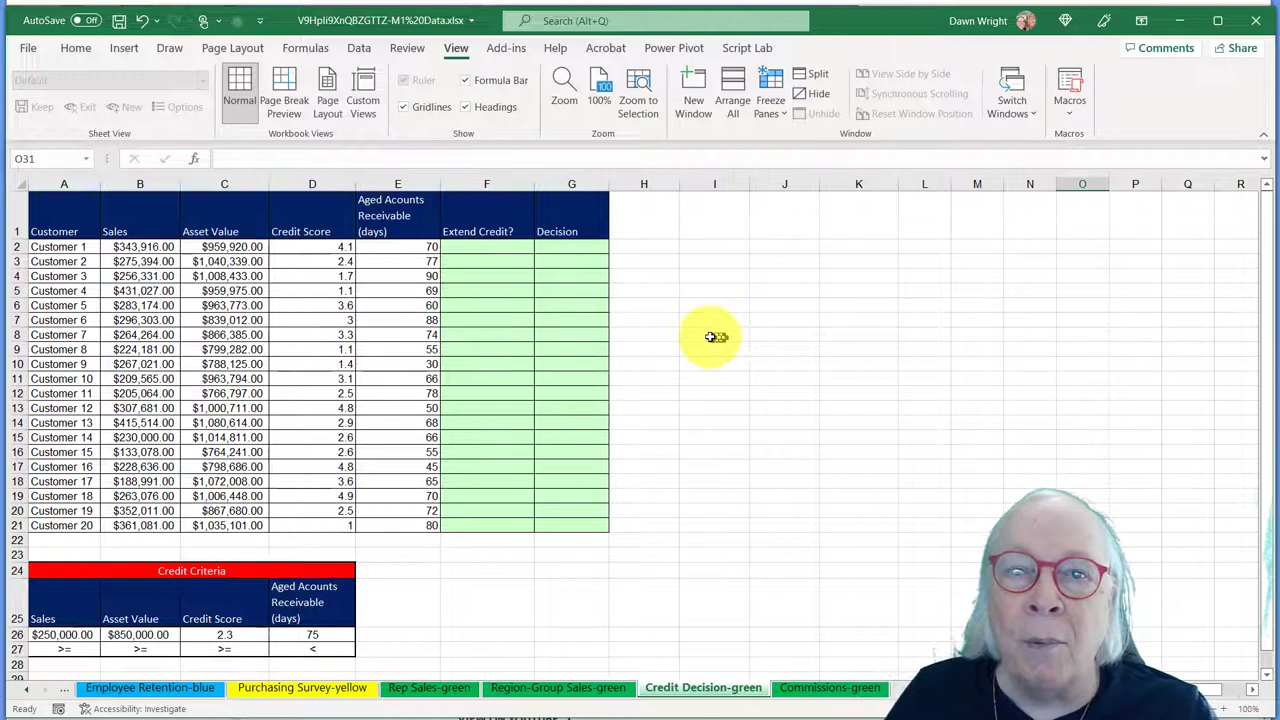 AutoSave Off V9Hpli9XnQBZGTTZ-M1 Data.xlsx Search (Alt+Q) Dawn Wright
File Home Insert Draw Page Layout Formulas Data Review View Add-ins Help Acrobat Power Pivot Script Lab Comments Share
Default
Keep Exit New Options
Sheet View
Normal Page Break Preview Page Layout Custom Views
Workbook Views
Ruler Formula Bar
Gridlines Headings
Show
Zoom 100% Zoom to Selection
Zoom
New Window Arrange All Freeze Panes
Split View Side by Side
Hide Synchronous Scrolling
Unhide Reset Window Position
Window
Switch Windows
Macros
Macros
O31 fx
A B C D E F G H I J K L M N O P Q R
1 Customer Sales Asset Value Credit Score Aged Acounts Receivable (days) Extend Credit? Decision
2 Customer 1 $343,916.00 $959,920.00 4.1 70
3 Customer 2 $275,394.00 $1,040,339.00 2.4 77
4 Customer 3 $256,331.00 $1,008,433.00 1.7 90
5 Customer 4 $431,027.00 $959,975.00 1.1 69
6 Customer 5 $283,174.00 $963,773.00 3.6 60
7 Customer 6 $296,303.00 $839,012.00 3 88
8 Customer 7 $264,264.00 $866,385.00 3.3 74
9 Customer 8 $224,181.00 $799,282.00 1.1 55
10 Customer 9 $267,021.00 $788,125.00 1.4 30
11 Customer 10 $209,565.00 $963,794.00 3.1 66
12 Customer 11 $205,064.00 $766,797.00 2.5 78
13 Customer 12 $307,681.00 $1,000,711.00 4.8 50
14 Customer 13 $415,514.00 $1,080,614.00 2.9 68
15 Customer 14 $230,000.00 $1,014,811.00 2.6 66
16 Customer 15 $133,078.00 $764,241.00 2.6 55
17 Customer 16 $228,636.00 $798,686.00 4.8 45
18 Customer 17 $188,991.00 $1,072,008.00 3.6 65
19 Customer 18 $263,076.00 $1,006,448.00 4.9 70
20 Customer 19 $352,011.00 $867,680.00 2.5 72
21 Customer 20 $361,081.00 $1,035,101.00 1 80
22
23
24 Credit Criteria
25 Sales Asset Value Credit Score Aged Acounts Receivable (days)
26 $250,000.00 $850,000.00 2.3 75
27 >= >= >= <
28
... Employee Retention-blue Purchasing Survey-yellow Rep Sales-green Region-Group Sales-green Credit Decision-green Commissions-green
Ready Accessibility: Investigate 100%